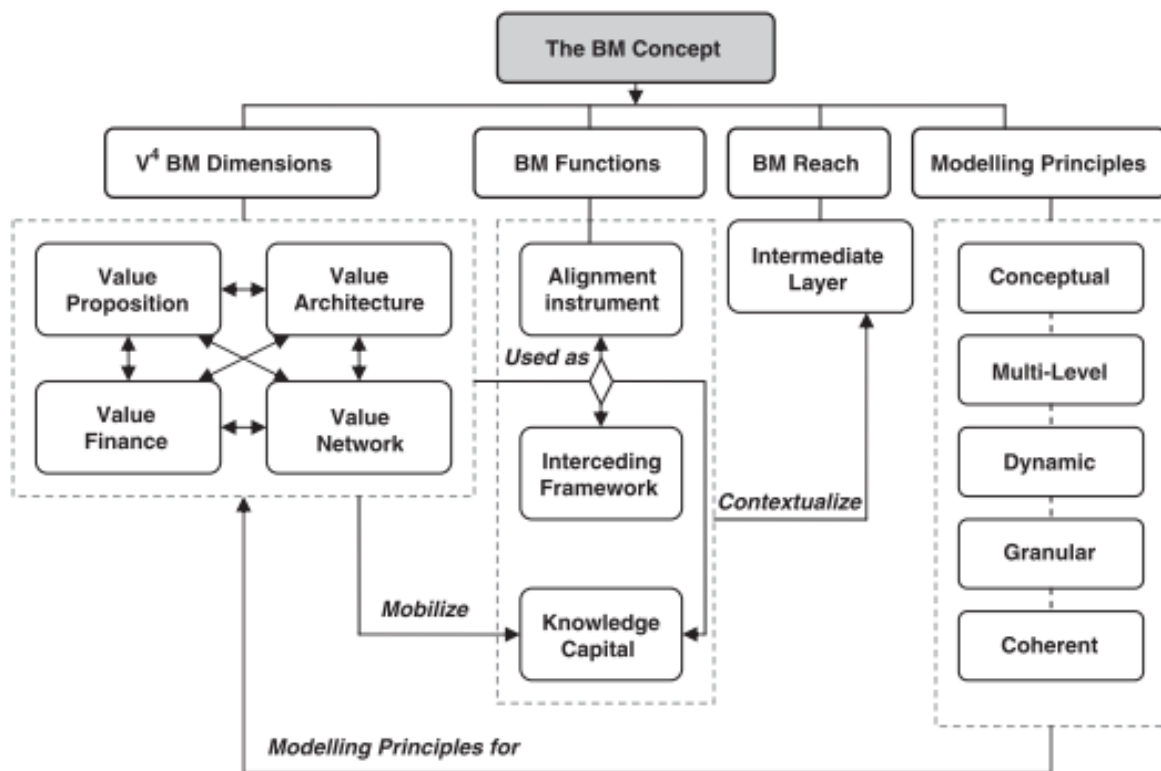 The BM Concept
V⁴ BM Dimensions
BM Functions
BM Reach
Modelling Principles
Value
Proposition
Value
Architecture
Value
Finance
Value
Network
Alignment
instrument
Used as
Interceding
Framework
Knowledge
Capital
Mobilize
Intermediate
Layer
Contextualize
Conceptual
Multi-Level
Dynamic
Granular
Coherent
Modelling Principles for